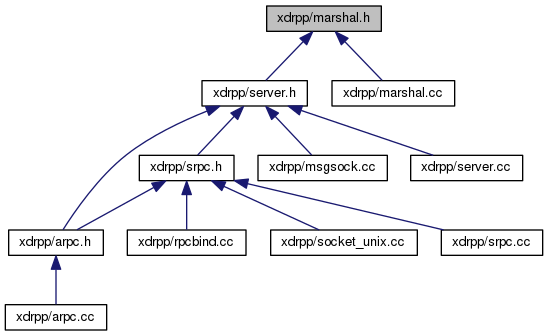 xdrpp/marshal.h
xdrpp/server.h
xdrpp/marshal.cc
xdrpp/srpc.h
xdrpp/msgsock.cc
xdrpp/server.cc
xdrpp/arpc.h
xdrpp/rpcbind.cc
xdrpp/socket_unix.cc
xdrpp/srpc.cc
xdrpp/arpc.cc